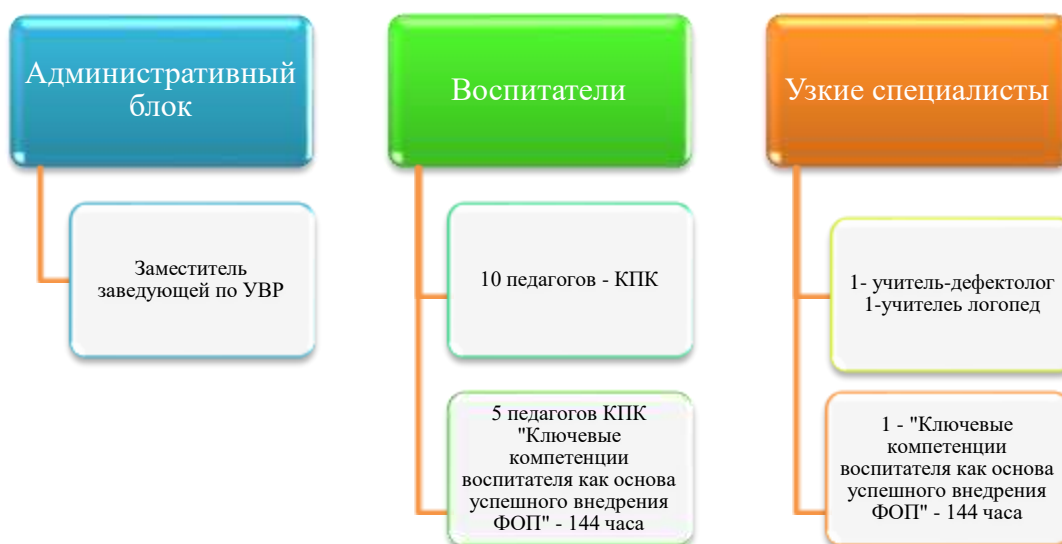 Административный
блок
Заместитель
заведующей по УВР
Воспитатели
10 педагогов - КПК
5 педагогов КПК
"Ключевые
компетенции
воспитателя как основа
успешного внедрения
ФОП" - 144 часа
Узкие специалисты
1- учитель-дефектолог
1-учителеь логопед
1 - "Ключевые
компетенции
воспитателя как основа
успешного внедрения
ФОП" - 144 часа